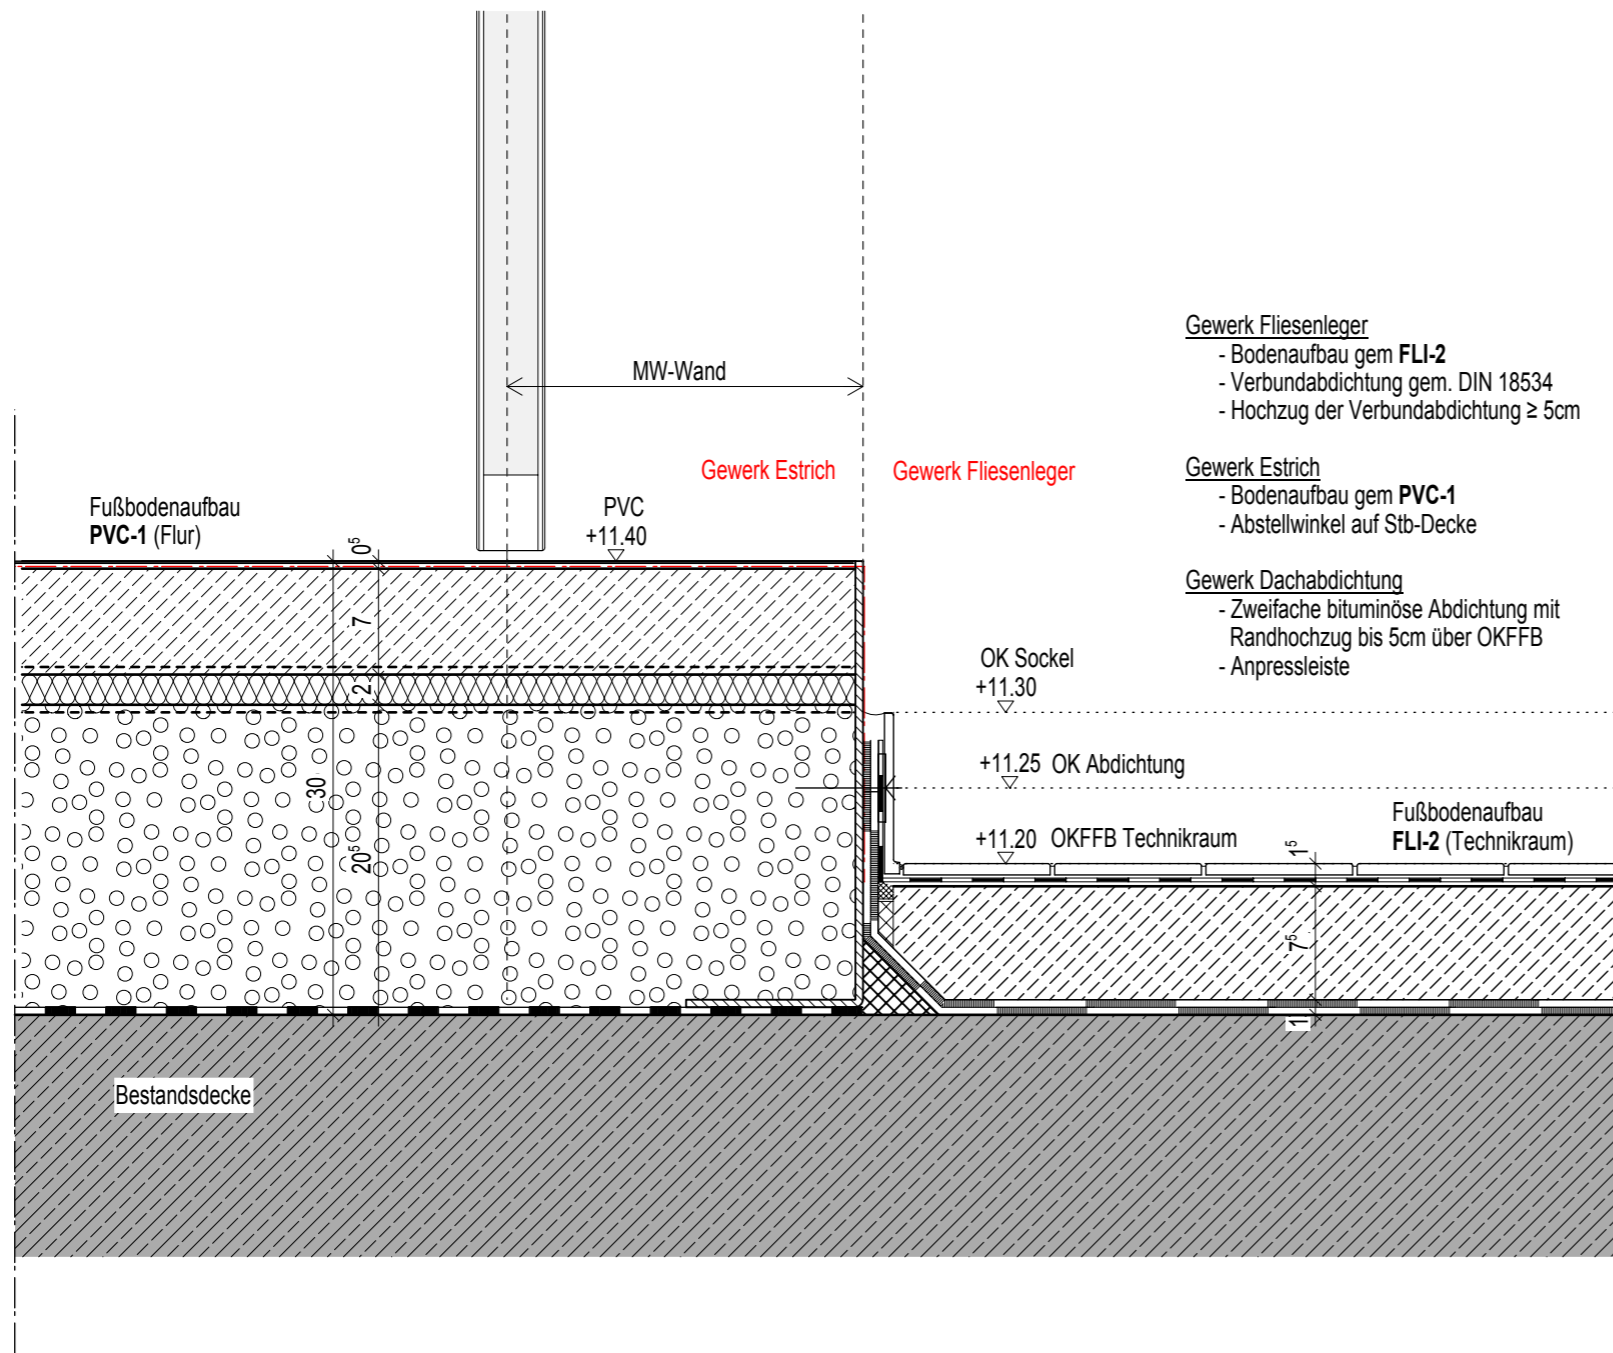 Gewerk Fliesenleger
- Bodenaufbau gem FLI-2
- Verbundabdichtung gem. DIN 18534
- Hochzug der Verbundabdichtung ≥ 5cm
MW-Wand
Gewerk Estrich
Gewerk Fliesenleger
Gewerk Estrich
- Bodenaufbau gem PVC-1
- Abstellwinkel auf Stb-Decke
Fußbodenaufbau
PVC-1 (Flur)
PVC
+11.40
0⁵
Gewerk Dachabdichtung
- Zweifache bituminöse Abdichtung mit
Randhochzug bis 5cm über OKFFB
- Anpressleiste
7
2
OK Sockel
+11.30
+11.25 OK Abdichtung
30
20⁵
+11.20 OKFFB Technikraum
Fußbodenaufbau
FLI-2 (Technikraum)
1⁵
7⁵
1
Bestandsdecke